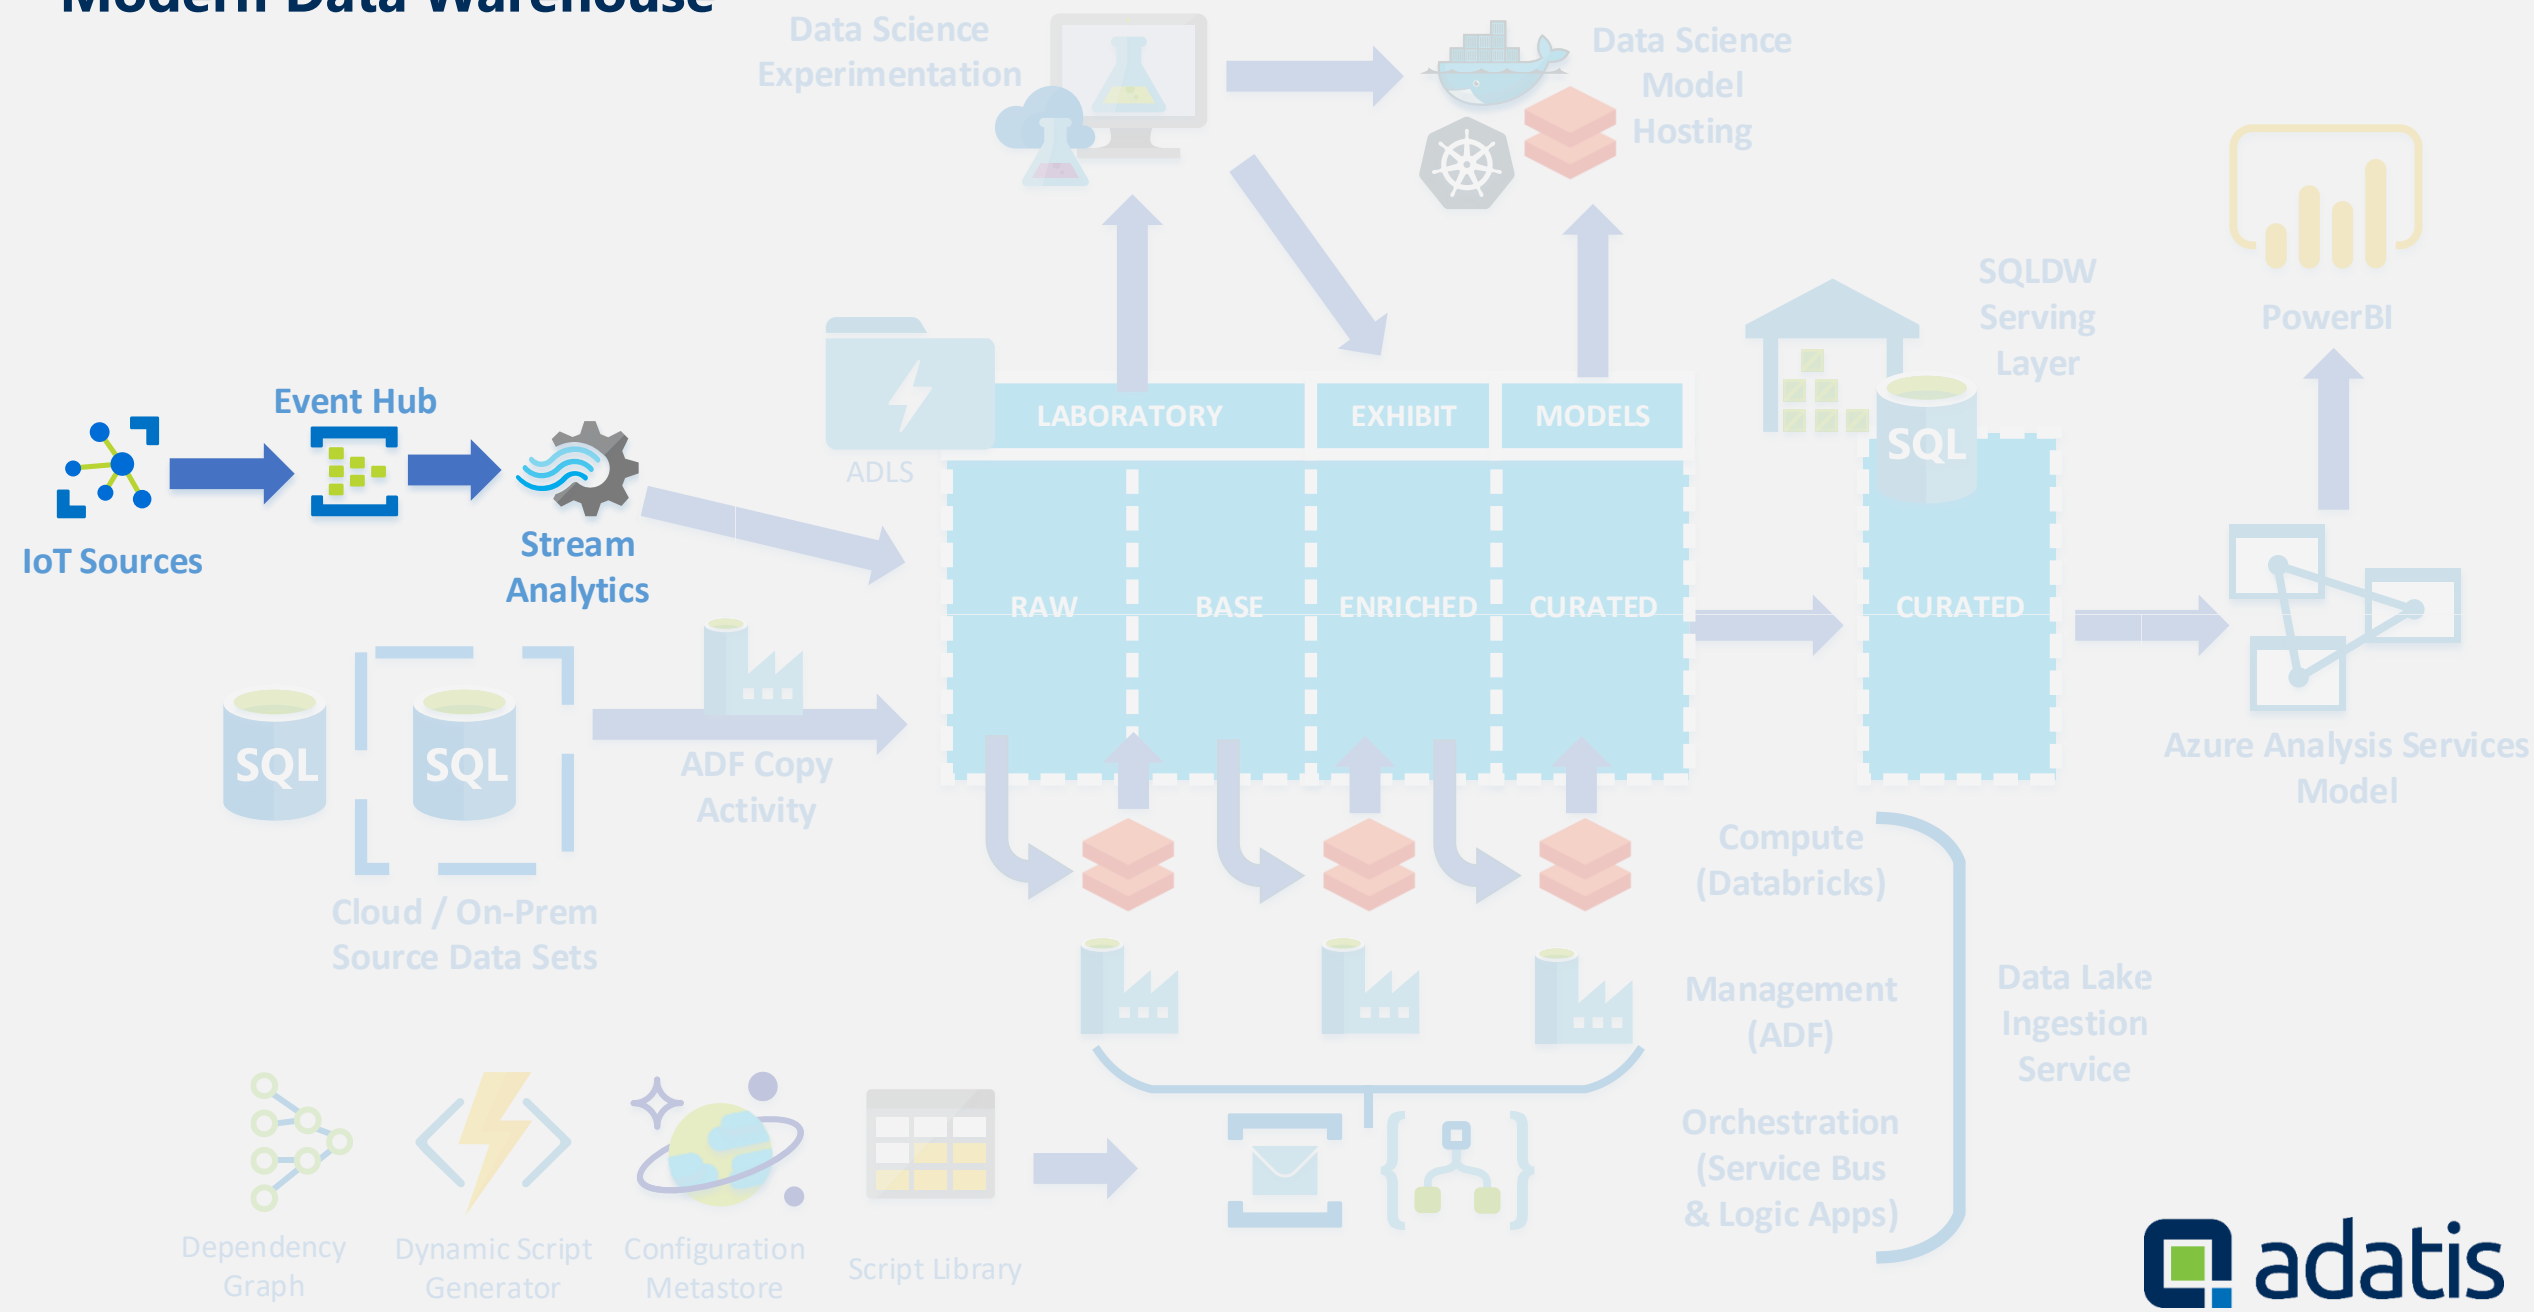 Modern Data Warehouse
Data Science
Experimentation
Data Science
Model
Hosting
SQLDW
Serving
Layer
PowerBI
Event Hub
IoT Sources
Stream
Analytics
ADLS
LABORATORY
EXHIBIT
MODELS
SQL
RAW
BASE
ENRICHED
CURATED
CURATED
SQL
SQL
ADF Copy
Activity
Azure Analysis Services
Model
Cloud / On-Prem
Source Data Sets
Compute
(Databricks)
Management
(ADF)
Data Lake
Ingestion
Service
Orchestration
(Service Bus
& Logic Apps)
Dependency
Graph
Dynamic Script
Generator
Configuration
Metastore
Script Library
adatis